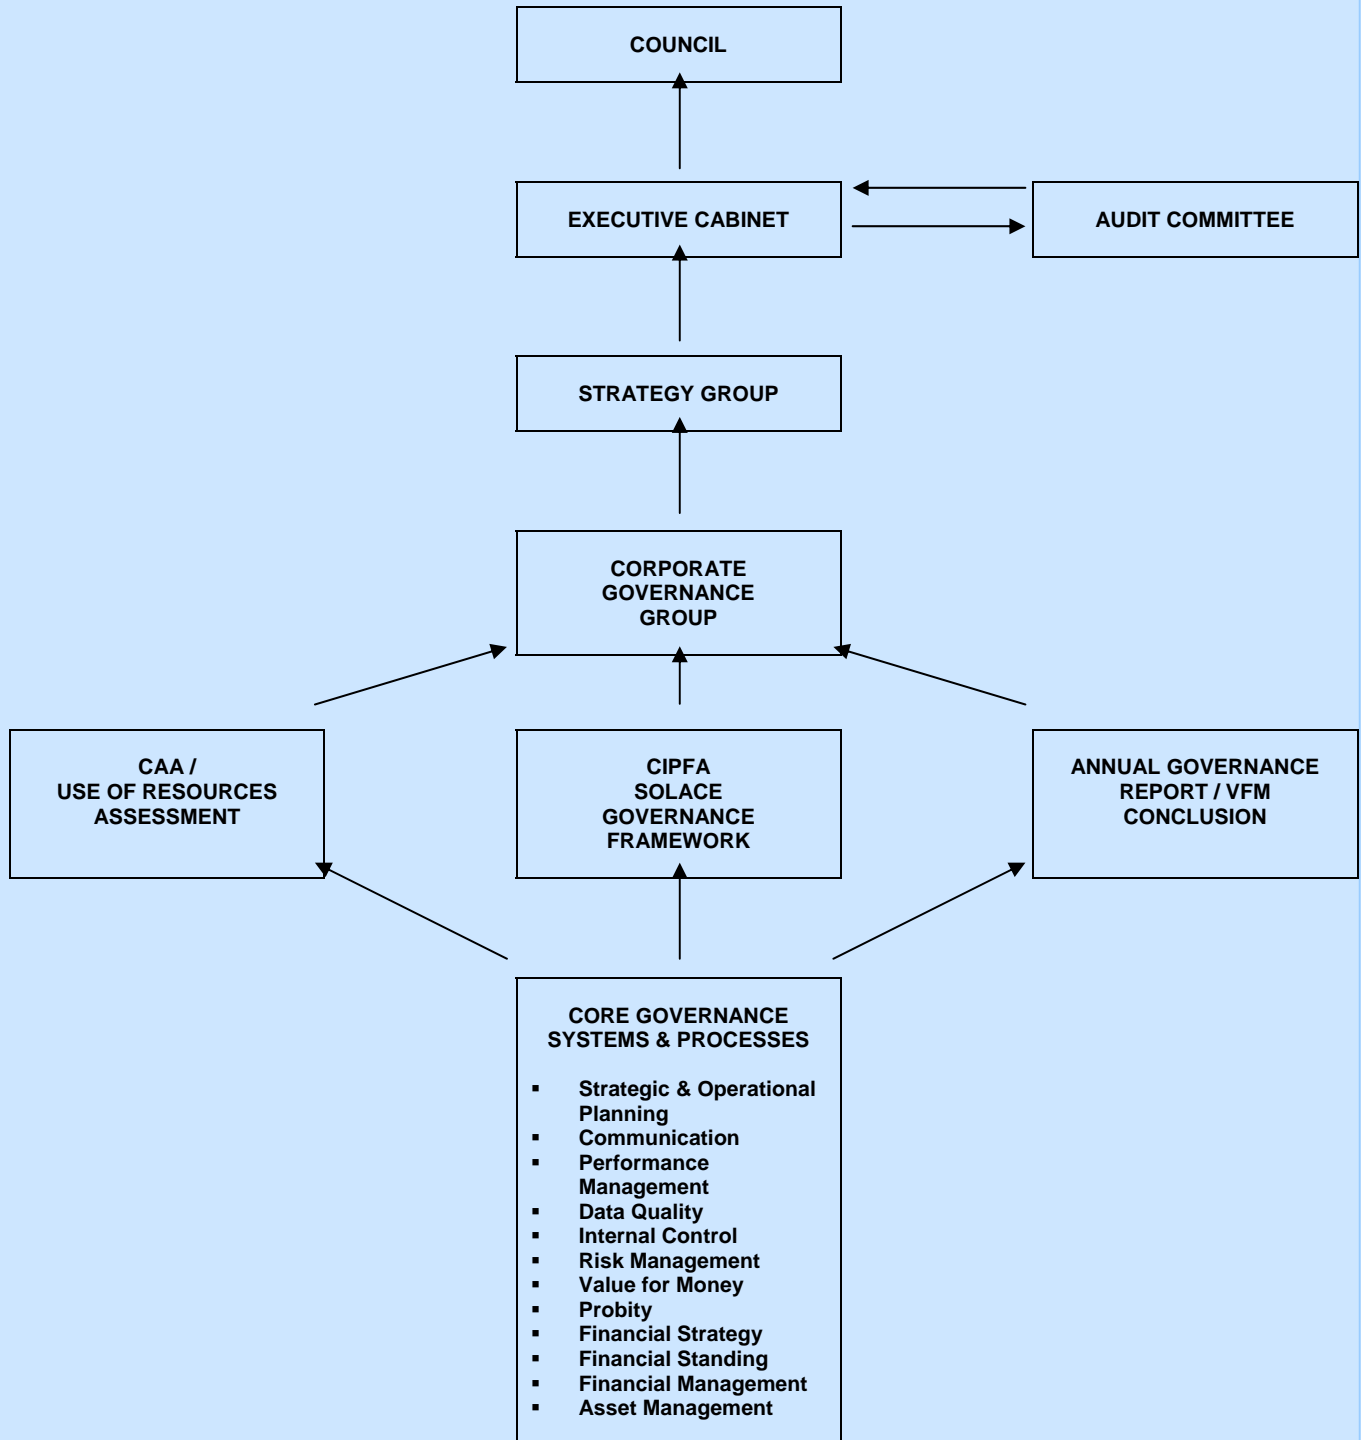 COUNCIL
EXECUTIVE CABINET
AUDIT COMMITTEE
STRATEGY GROUP
CORPORATE
GOVERNANCE
GROUP
CAA /
USE OF RESOURCES
ASSESSMENT
CIPFA
SOLACE
GOVERNANCE
FRAMEWORK
ANNUAL GOVERNANCE
REPORT / VFM
CONCLUSION
CORE GOVERNANCE
SYSTEMS & PROCESSES
▪ Strategic & Operational
Planning
▪ Communication
▪ Performance
Management
▪ Data Quality
▪ Internal Control
▪ Risk Management
▪ Value for Money
▪ Probity
▪ Financial Strategy
▪ Financial Standing
▪ Financial Management
▪ Asset Management